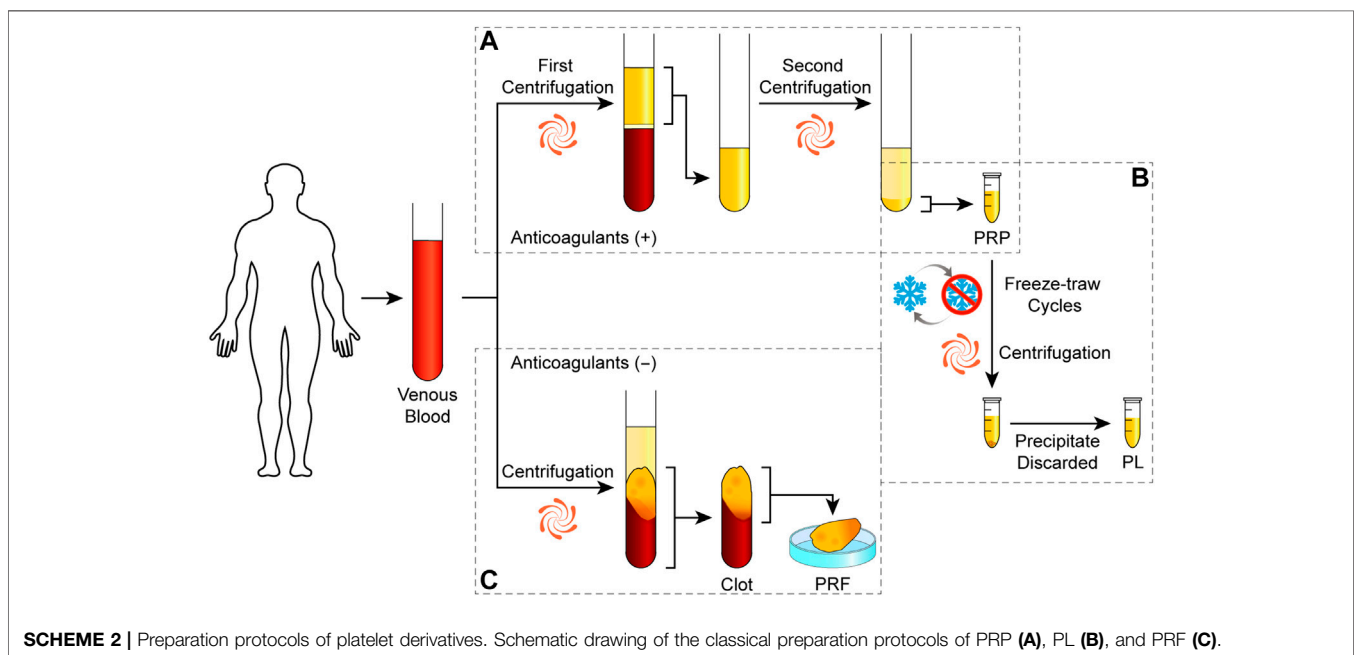 A
First
Centrifugation
Second
Centrifugation
Anticoagulants (+)
PRP
B
Freeze-traw
Cycles
Centrifugation
Precipitate
Discarded
PL
Venous
Blood
Anticoagulants (–)
Centrifugation
C
Clot
PRF
SCHEME 2 | Preparation protocols of platelet derivatives. Schematic drawing of the classical preparation protocols of PRP (A), PL (B), and PRF (C).